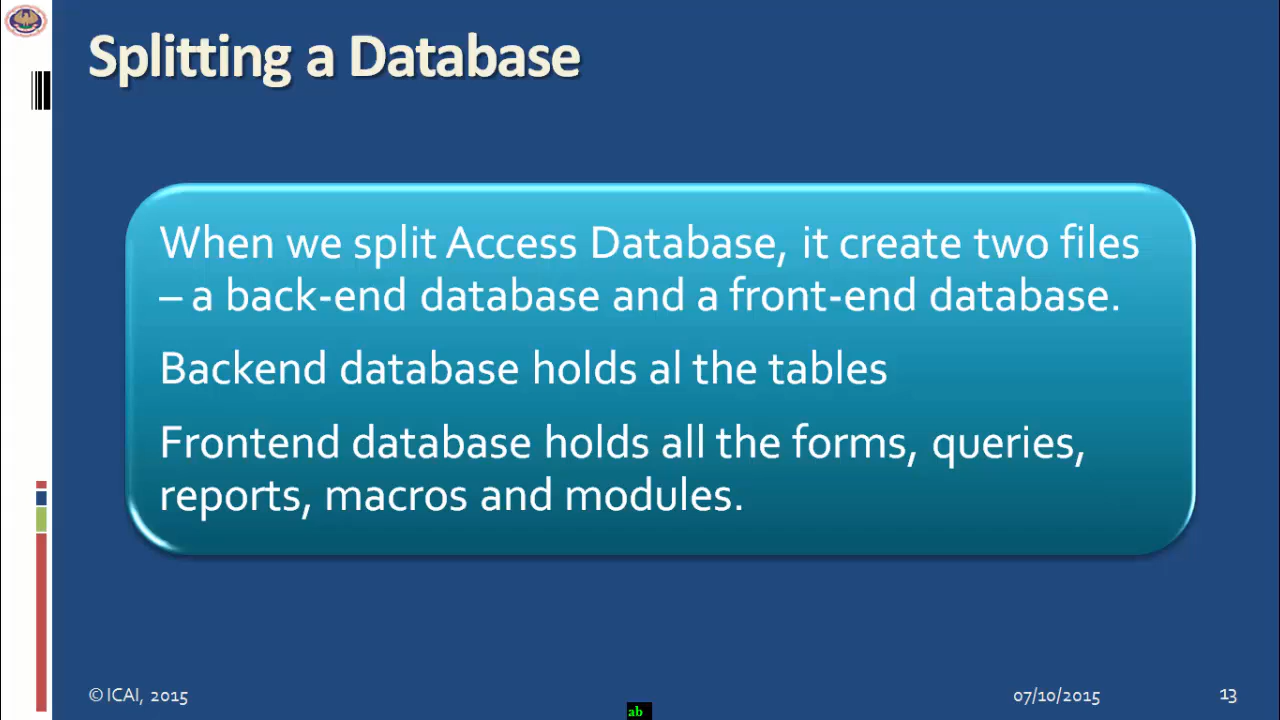 Splitting a Database
When we split Access Database, it create two files
– a back-end database and a front-end database.
Backend database holds al the tables
Frontend database holds all the forms, queries,
reports, macros and modules.
© ICAI, 2015
07/10/2015
13
ab